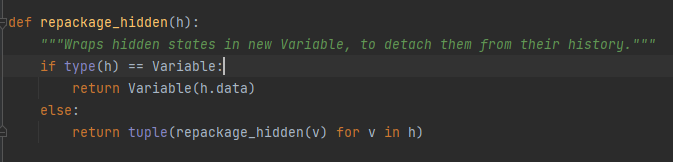 def repackage_hidden(h):
    """Wraps hidden states in new Variable, to detach them from their history."""
    if type(h) == Variable:
        return Variable(h.data)
    else:
        return tuple(repackage_hidden(v) for v in h)